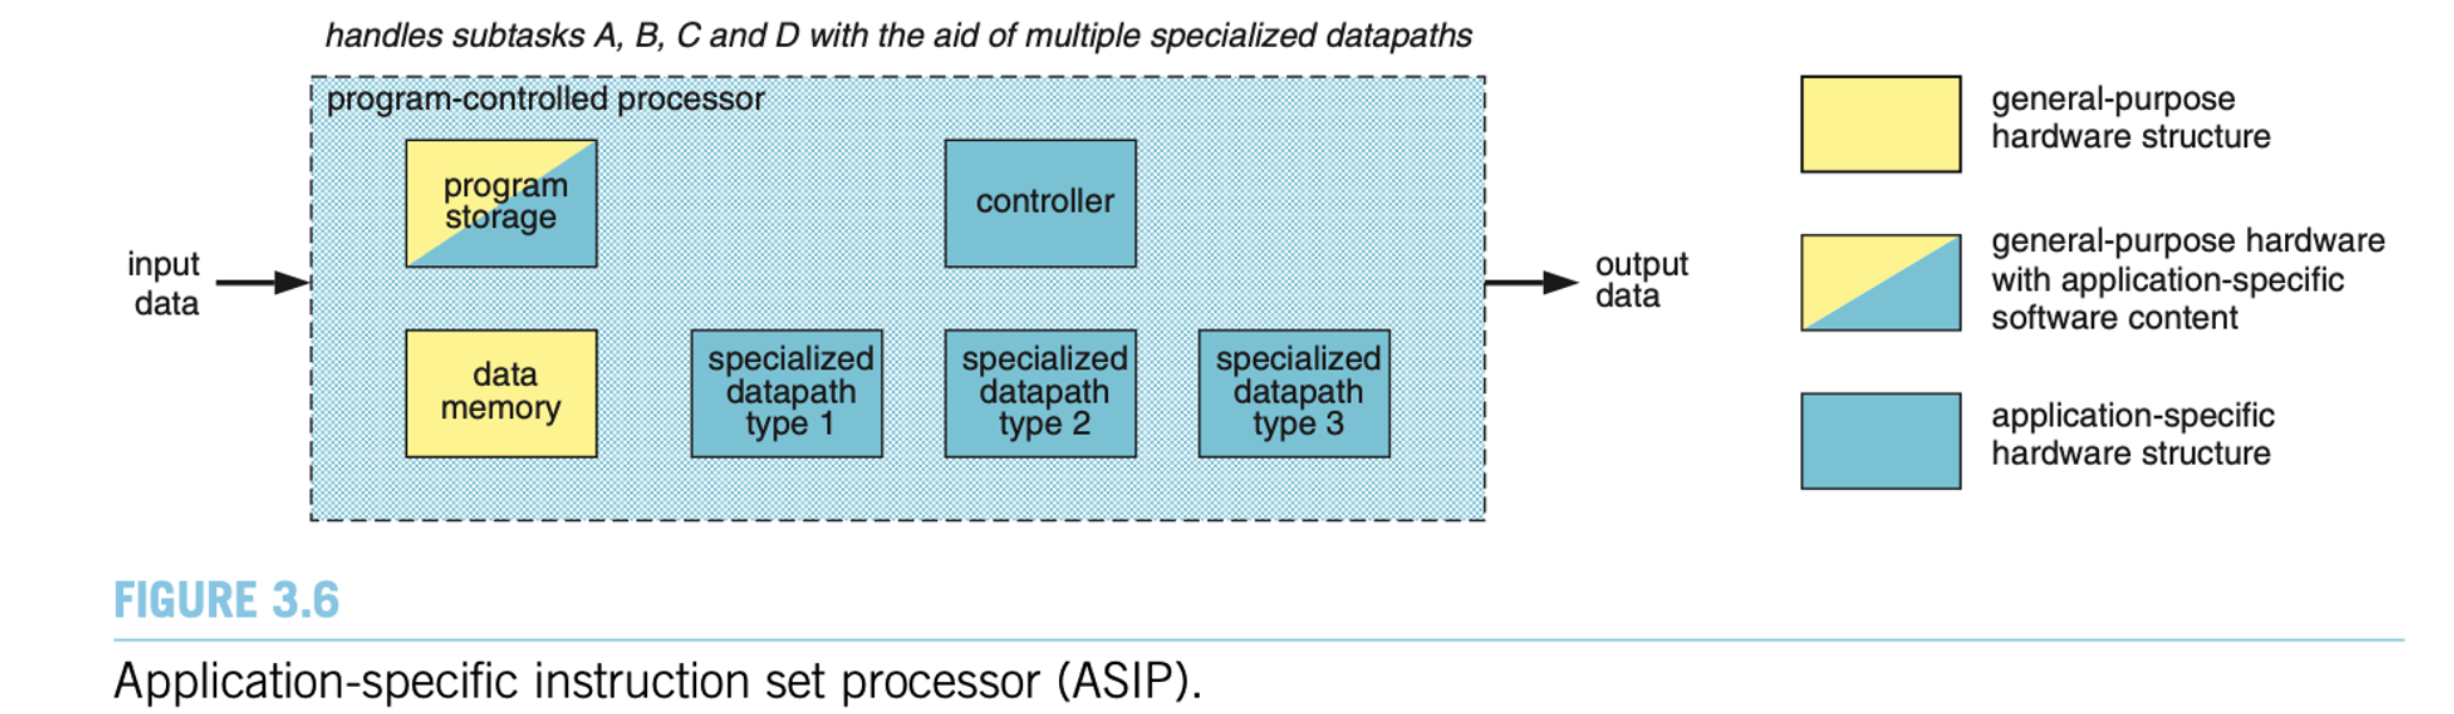 handles subtasks A, B, C and D with the aid of multiple specialized datapaths
program-controlled processor
program
storage
controller
input
data
output
data
data
memory
specialized
datapath
type 1
specialized
datapath
type 2
specialized
datapath
type 3
general-purpose
hardware structure
general-purpose hardware
with application-specific
software content
application-specific
hardware structure
FIGURE 3.6
Application-specific instruction set processor (ASIP).